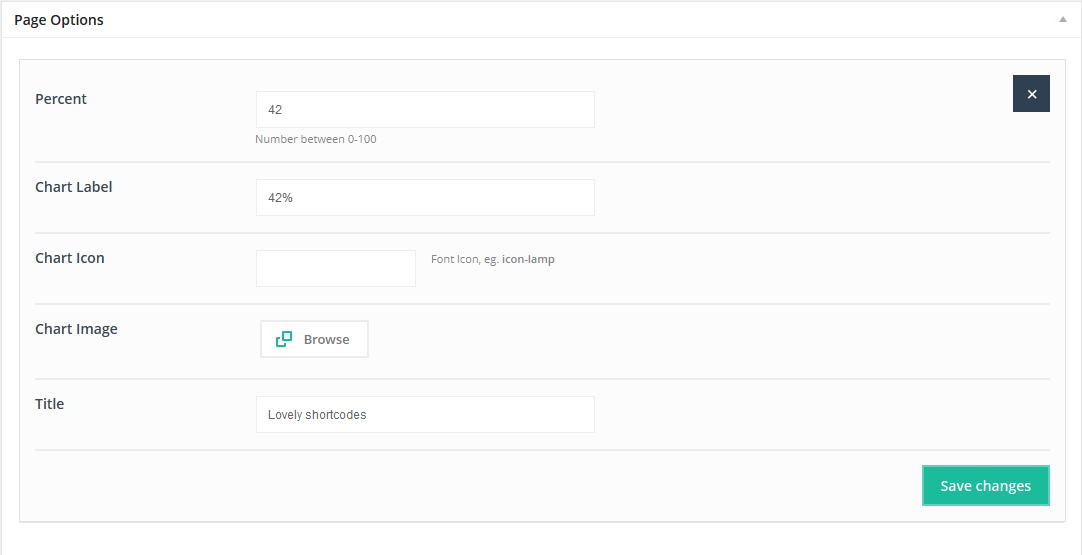 Page Options
Percent
42
Number between 0-100
Chart Label
42%
Chart Icon
Font Icon, eg. icon-lamp
Chart Image
Browse
Title
Lovely shortcodes
Save changes